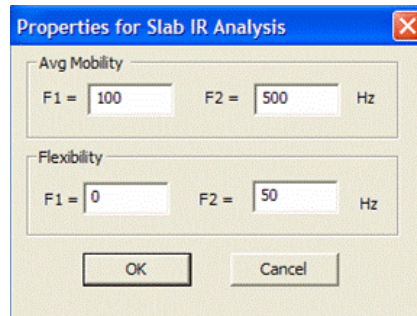 Properties for Slab IR Analysis
Avg Mobility
F1 = 100 F2 = 500 Hz
Flexibility
F1 = 0 F2 = 50 Hz
OK Cancel